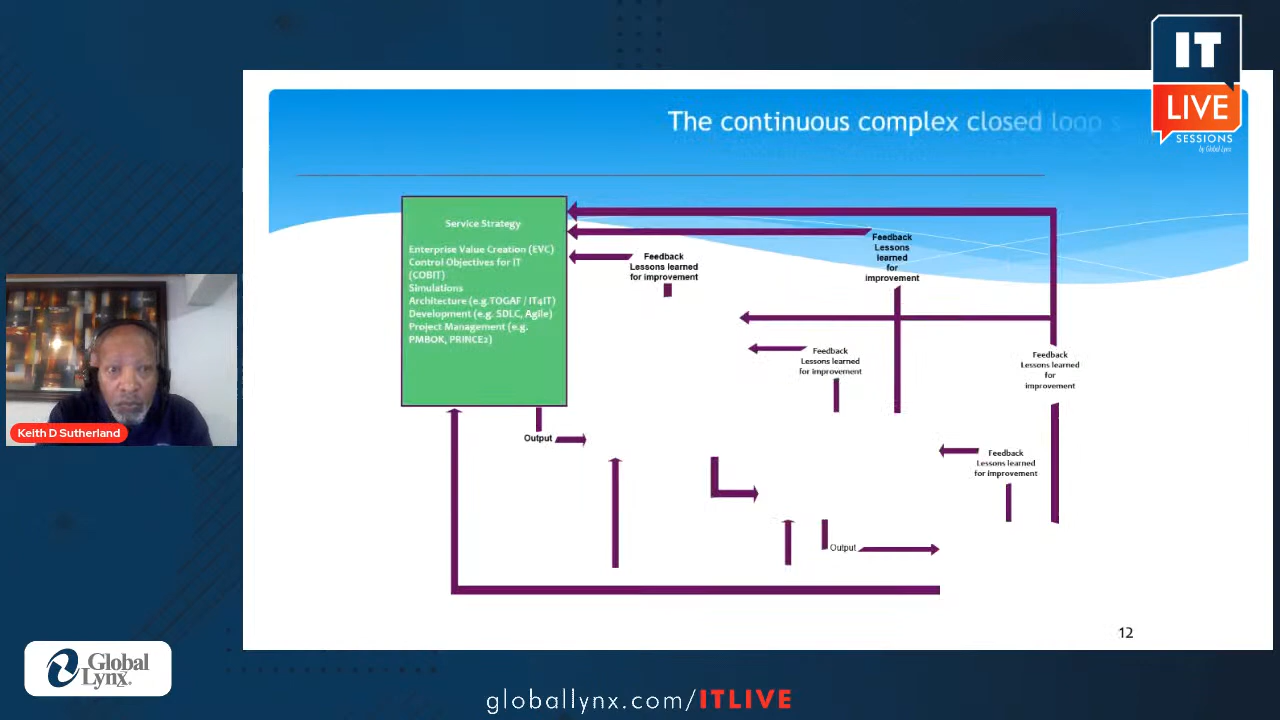 IT
LIVE
SESSIONS
by Global Lynx
The continuous complex closed loop s
Service Strategy
Enterprise Value Creation (EVC)
Control Objectives for IT
(COBIT)
Simulations
Architecture (e.g.TOGAF / IT4IT)
Development (e.g. SDLC, Agile)
Project Management (e.g.
PMBOK, PRINCE2)
Feedback
Lessons learned
for improvement
Feedback
Lessons
learned
for
improvement
Feedback
Lessons learned
for improvement
Feedback
Lessons learned
for
improvement
Output
Feedback
Lessons learned
for improvement
Output
12
Keith D Sutherland
Global
Lynx
globallynx.com/ITLIVE